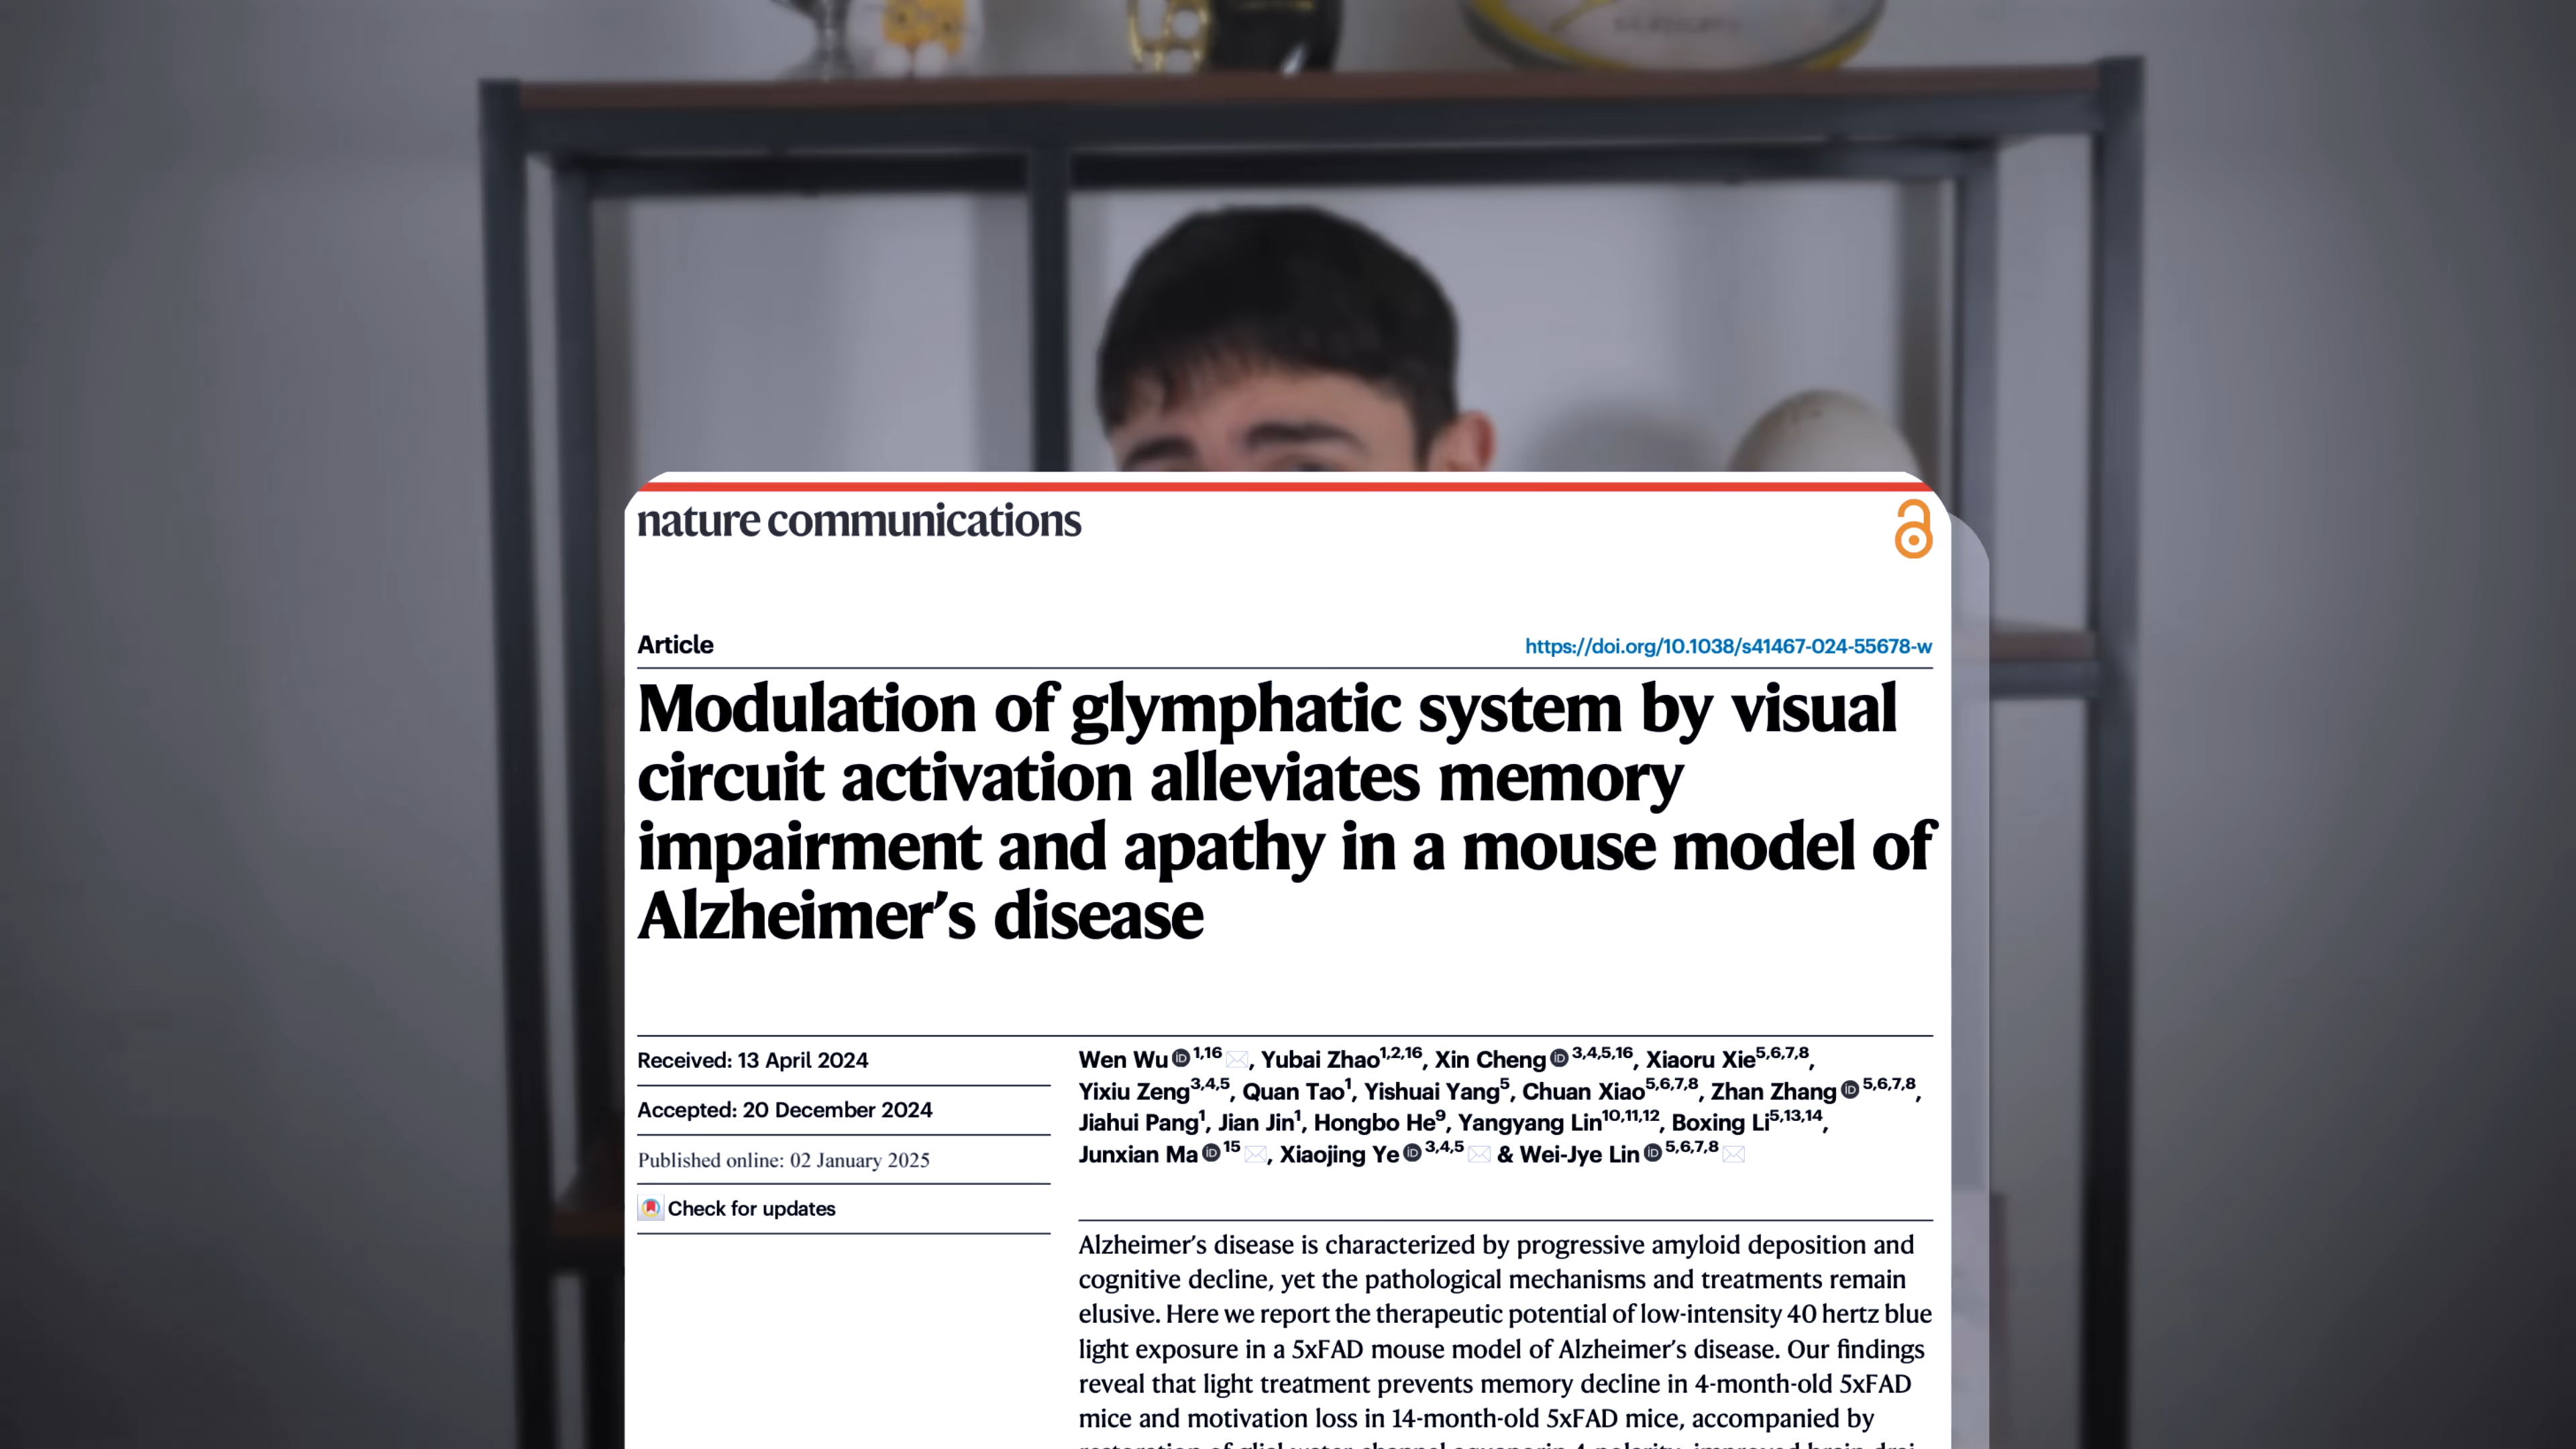 nature communications
Article
https://doi.org/10.1038/s41467-024-55678-w
Modulation of glymphatic system by visual
circuit activation alleviates memory
impairment and apathy in a mouse model of
Alzheimer’s disease
Received: 13 April 2024
Accepted: 20 December 2024
Published online: 02 January 2025
Check for updates
Wen Wu 1,16, Yubai Zhao1,2,16, Xin Cheng 3,4,5,16, Xiaoru Xie5,6,7,8,
Yixiu Zeng3,4,5, Quan Tao1, Yishuai Yang5, Chuan Xiao5,6,7,8, Zhan Zhang 5,6,7,8,
Jiahui Pang1, Jian Jin1, Hongbo He9, Yangyang Lin10,11,12, Boxing Li5,13,14,
Junxian Ma 15, Xiaojing Ye 3,4,5 & Wei-Jye Lin 5,6,7,8
Alzheimer’s disease is characterized by progressive amyloid deposition and
cognitive decline, yet the pathological mechanisms and treatments remain
elusive. Here we report the therapeutic potential of low-intensity 40 hertz blue
light exposure in a 5xFAD mouse model of Alzheimer’s disease. Our findings
reveal that light treatment prevents memory decline in 4-month-old 5xFAD
mice and motivation loss in 14-month-old 5xFAD mice, accompanied by